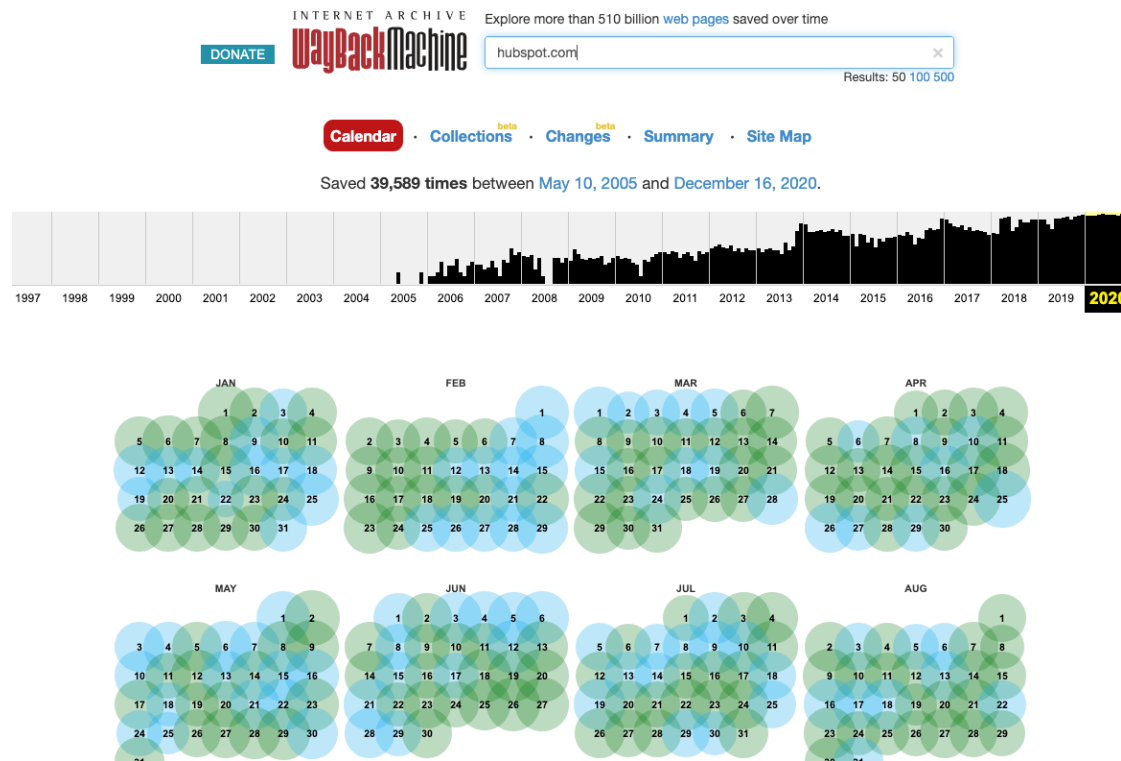 INTERNET ARCHIVE
WayBackMachine
DONATE
Explore more than 510 billion web pages saved over time
hubspot.com ×
Results: 50 100 500
Calendar · Collections beta · Changes beta · Summary · Site Map
Saved 39,589 times between May 10, 2005 and December 16, 2020.
1997 1998 1999 2000 2001 2002 2003 2004 2005 2006 2007 2008 2009 2010 2011 2012 2013 2014 2015 2016 2017 2018 2019 2020
JAN
1 2 3 4
5 6 7 8 9 10 11
12 13 14 15 16 17 18
19 20 21 22 23 24 25
26 27 28 29 30 31
FEB
1
2 3 4 5 6 7 8
9 10 11 12 13 14 15
16 17 18 19 20 21 22
23 24 25 26 27 28 29
MAR
1 2 3 4 5 6 7
8 9 10 11 12 13 14
15 16 17 18 19 20 21
22 23 24 25 26 27 28
29 30 31
APR
1 2 3 4
5 6 7 8 9 10 11
12 13 14 15 16 17 18
19 20 21 22 23 24 25
26 27 28 29 30
MAY
1 2
3 4 5 6 7 8 9
10 11 12 13 14 15 16
17 18 19 20 21 22 23
24 25 26 27 28 29 30
JUN
1 2 3 4 5 6
7 8 9 10 11 12 13
14 15 16 17 18 19 20
21 22 23 24 25 26 27
28 29 30
JUL
1 2 3 4
5 6 7 8 9 10 11
12 13 14 15 16 17 18
19 20 21 22 23 24 25
26 27 28 29 30 31
AUG
1
2 3 4 5 6 7 8
9 10 11 12 13 14 15
16 17 18 19 20 21 22
23 24 25 26 27 28 29